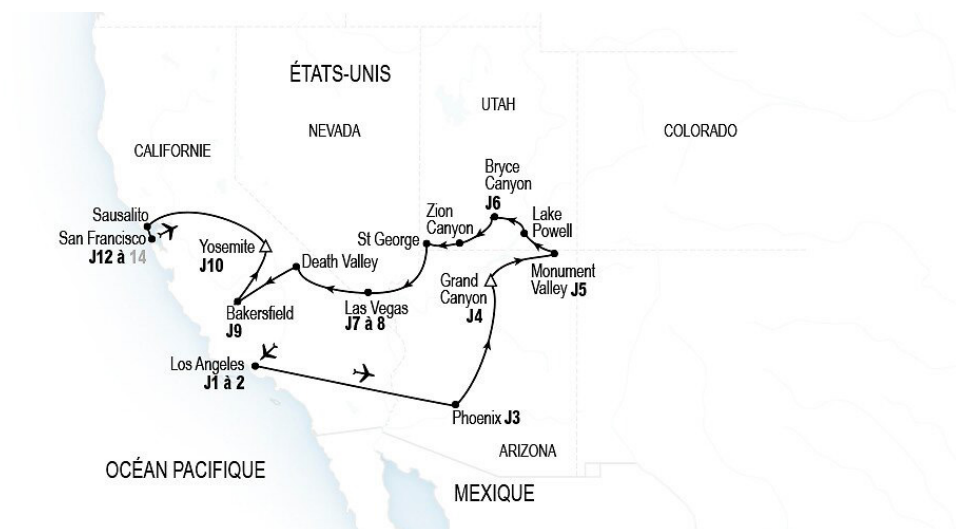 ÉTATS-UNIS
UTAH
NEVADA
COLORADO
CALIFORNIE
Bryce
Canyon
J6
Sausalito
San Francisco
J12 à 14
Yosemite
J10
Death Valley
St George
Zion
Canyon
Lake
Powell
Grand
Canyon
J4
Monument
Valley J5
Bakersfield
J9
Las Vegas
J7 à 8
Los Angeles
J1 à 2
Phoenix J3
ARIZONA
OCÉAN PACIFIQUE
MEXIQUE